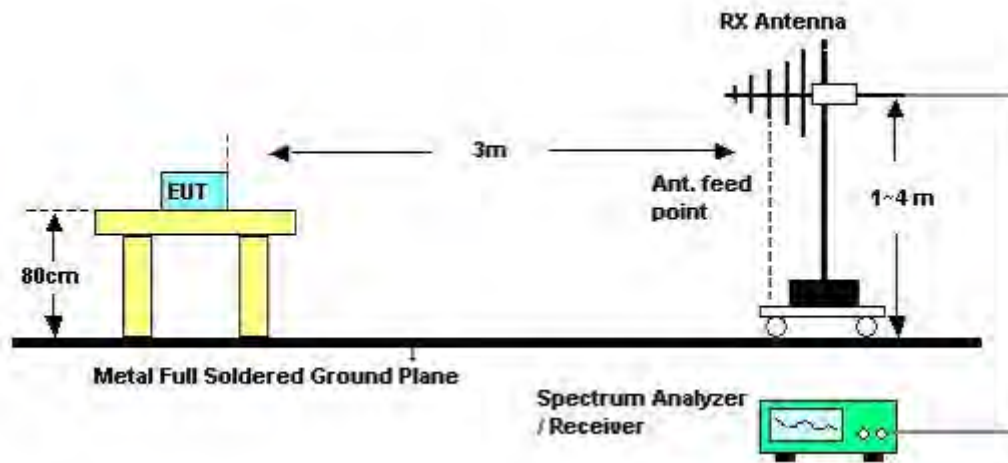 RX Antenna
3m
EUT
Ant. feed
point
1~4 m
80cm
Metal Full Soldered Ground Plane
Spectrum Analyzer
/ Receiver